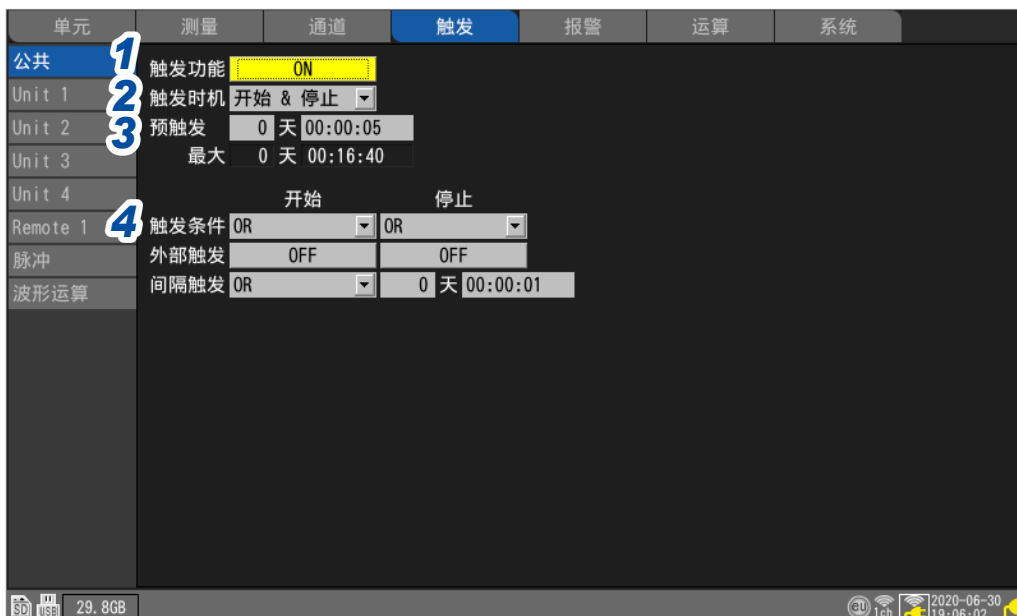 单元 测量 通道 触发 报警 运算 系统
公共
Unit 1
Unit 2
Unit 3
Unit 4
Remote 1
脉冲
波形运算
1 触发功能 ON
2 触发时机 开始 & 停止
3 预触发 0 天 00:00:05
最大 0 天 00:16:40
开始 停止
4 触发条件 OR OR
外部触发 OFF OFF
间隔触发 OR 0 天 00:00:01
SD USB 29.8GB
1ch 2020-06-30
19:06:02